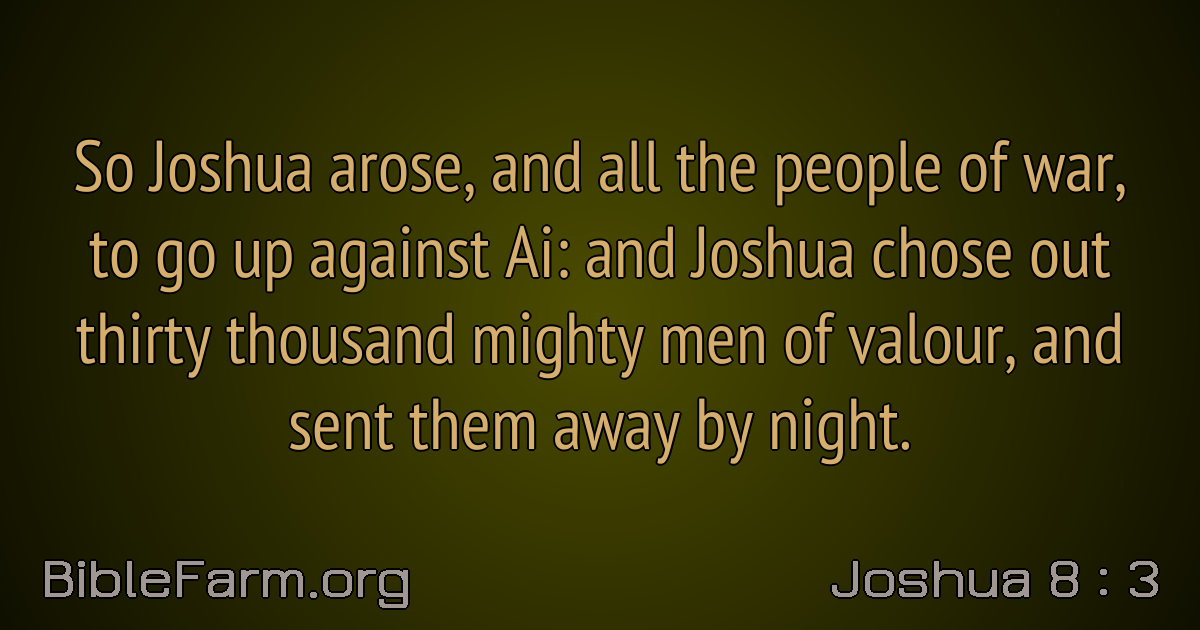 So Joshua arose, and all the people of war,
to go up against Ai: and Joshua chose out
thirty thousand mighty men of valour, and
sent them away by night.
BibleFarm.org
Joshua 8 : 3